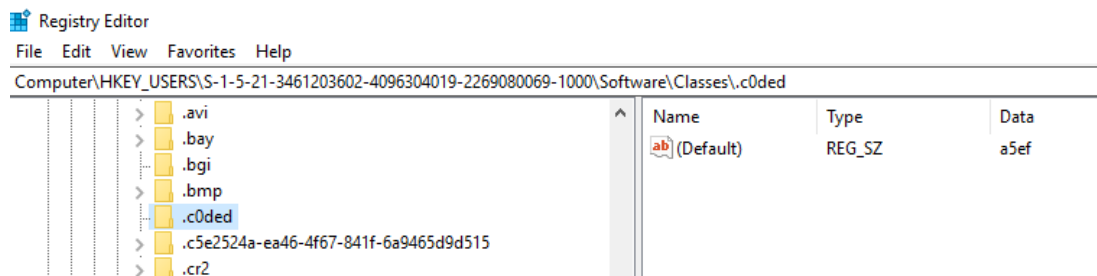 Registry Editor
File Edit View Favorites Help
Computer\HKEY_USERS\S-1-5-21-3461203602-4096304019-2269080069-1000\Software\Classes\.c0ded
.avi
.bay
.bgi
.bmp
.c0ded
.c5e2524a-ea46-4f67-841f-6a9465d9d515
.cr2
Name Type Data
ab (Default) REG_SZ a5ef